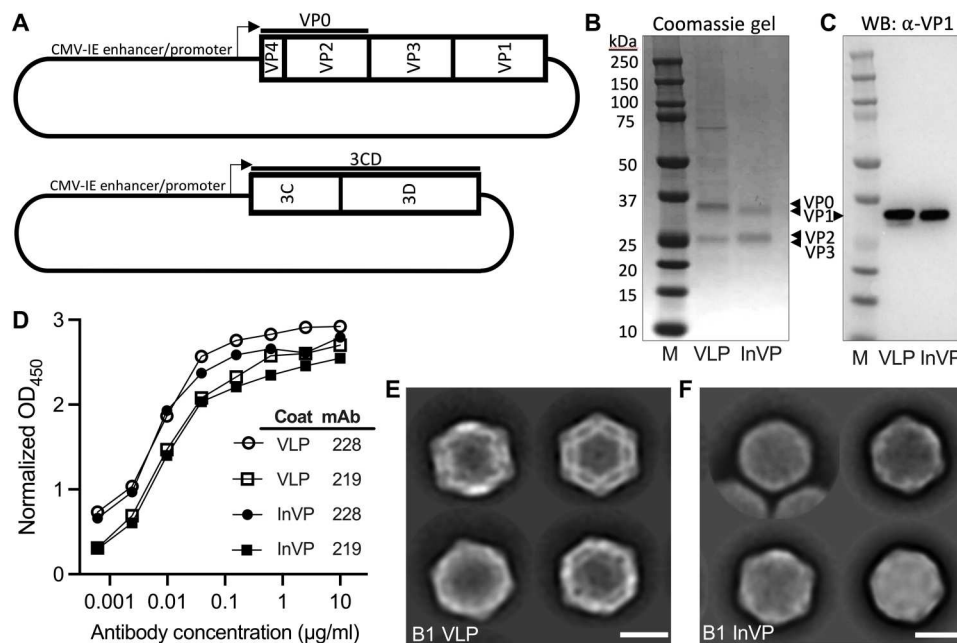 A
VP0
CMV-IE enhancer/promoter
VP4
VP2
VP3
VP1
3CD
CMV-IE enhancer/promoter
3C
3D
B
Coomassie gel
kDa
250
150
100
75
50
37
25
20
15
10
VP0
VP1
VP2
VP3
M VLP InVP
C
WB: α-VP1
M VLP InVP
D
Normalized OD450
3
2
1
0
0.001 0.01 0.1 1 10
Antibody concentration (µg/ml)
Coat mAb
VLP 228
VLP 219
InVP 228
InVP 219
E
B1 VLP
F
B1 InVP